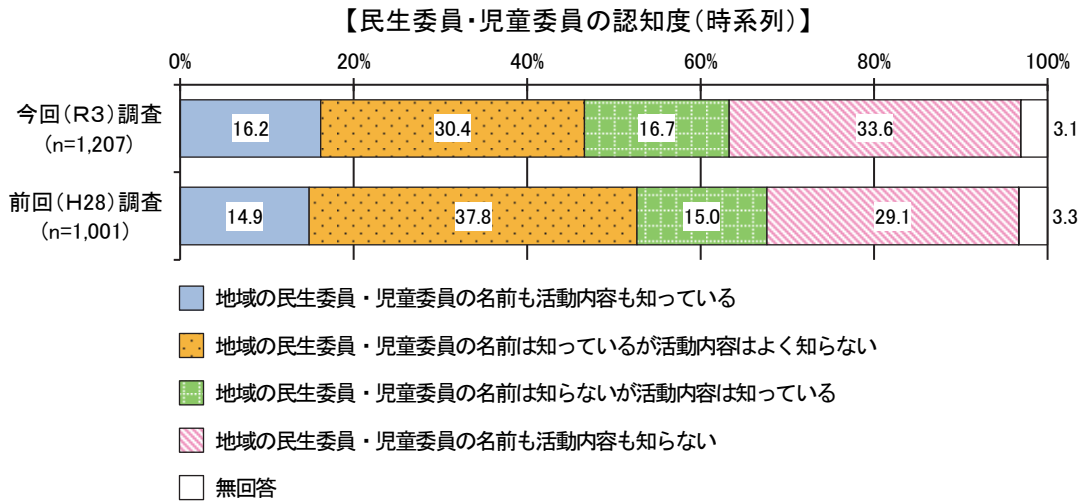 【民生委員・児童委員の認知度（時系列）】
0% 20% 40% 60% 80% 100%
今回（R3）調査
（n=1,207）
16.2 30.4 16.7 33.6 3.1
前回（H28）調査
（n=1,001）
14.9 37.8 15.0 29.1 3.3
地域の民生委員・児童委員の名前も活動内容も知っている
地域の民生委員・児童委員の名前は知っているが活動内容はよく知らない
地域の民生委員・児童委員の名前は知らないが活動内容は知っている
地域の民生委員・児童委員の名前も活動内容も知らない
無回答